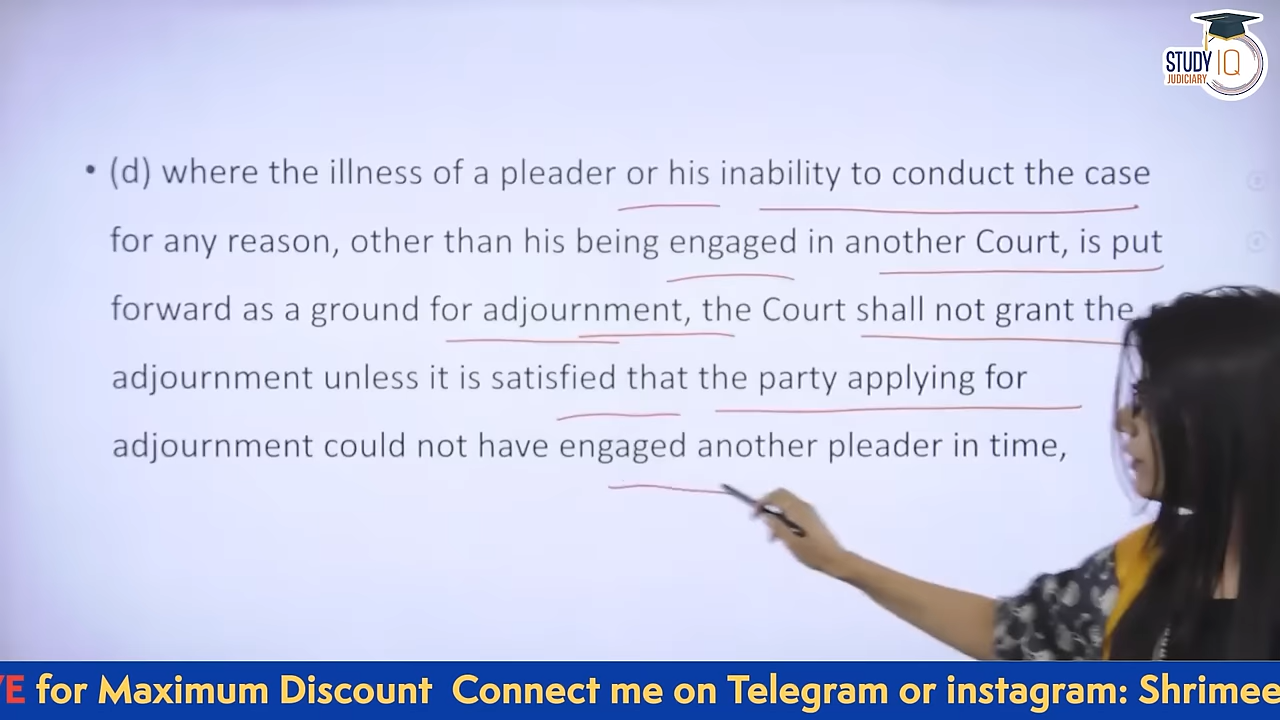 STUDY IQ
JUDICIARY
• (d) where the illness of a pleader or his inability to conduct the case
for any reason, other than his being engaged in another Court, is put
forward as a ground for adjournment, the Court shall not grant the
adjournment unless it is satisfied that the party applying for
adjournment could not have engaged another pleader in time,
YE for Maximum Discount Connect me on Telegram or instagram: Shrimee